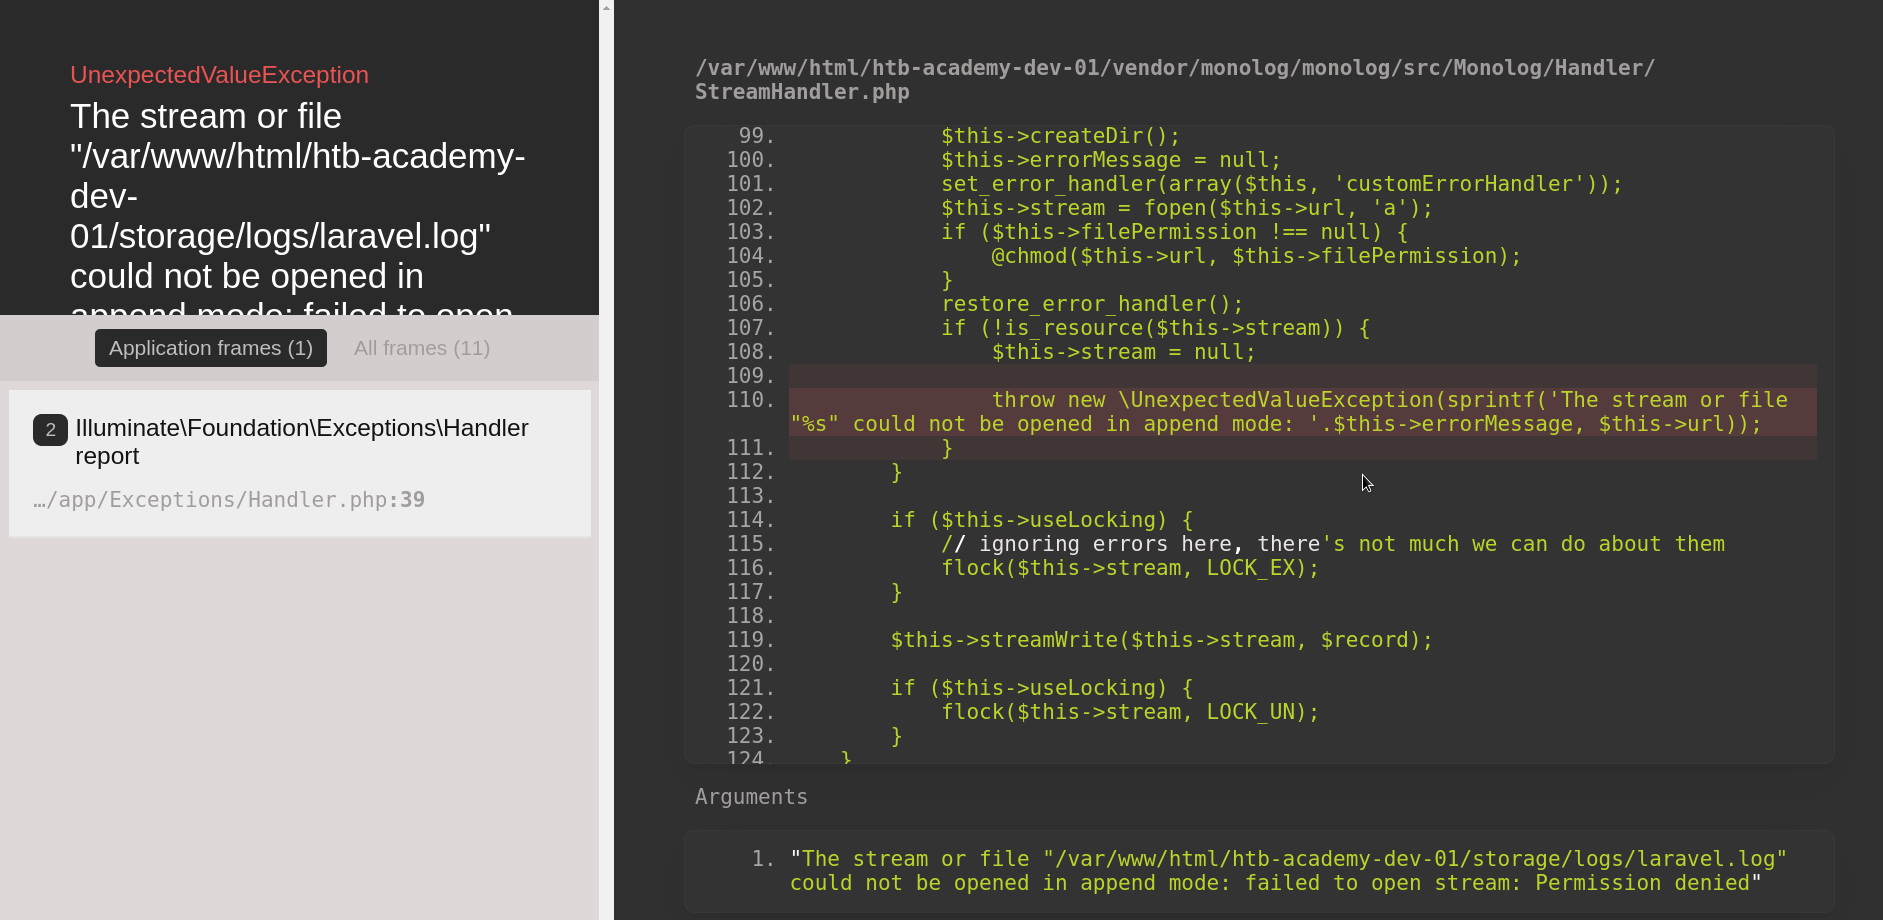 UnexpectedValueException
The stream or file
"/var/www/html/htb-academy-
dev-
01/storage/logs/laravel.log"
could not be opened in
append mode: failed to open
Application frames (1)
All frames (11)
2
Illuminate\Foundation\Exceptions\Handler
report
…/app/Exceptions/Handler.php:39
/var/www/html/htb-academy-dev-01/vendor/monolog/monolog/src/Monolog/Handler/
StreamHandler.php
99.             $this->createDir();
100.             $this->errorMessage = null;
101.             set_error_handler(array($this, 'customErrorHandler'));
102.             $this->stream = fopen($this->url, 'a');
103.             if ($this->filePermission !== null) {
104.                 @chmod($this->url, $this->filePermission);
105.             }
106.             restore_error_handler();
107.             if (!is_resource($this->stream)) {
108.                 $this->stream = null;
109.
110.                 throw new \UnexpectedValueException(sprintf('The stream or file
"%s" could not be opened in append mode: '.$this->errorMessage, $this->url));
111.             }
112.         }
113.
114.         if ($this->useLocking) {
115.             // ignoring errors here, there's not much we can do about them
116.             flock($this->stream, LOCK_EX);
117.         }
118.
119.         $this->streamWrite($this->stream, $record);
120.
121.         if ($this->useLocking) {
122.             flock($this->stream, LOCK_UN);
123.         }
124.     }
Arguments
1. "The stream or file "/var/www/html/htb-academy-dev-01/storage/logs/laravel.log"
could not be opened in append mode: failed to open stream: Permission denied"